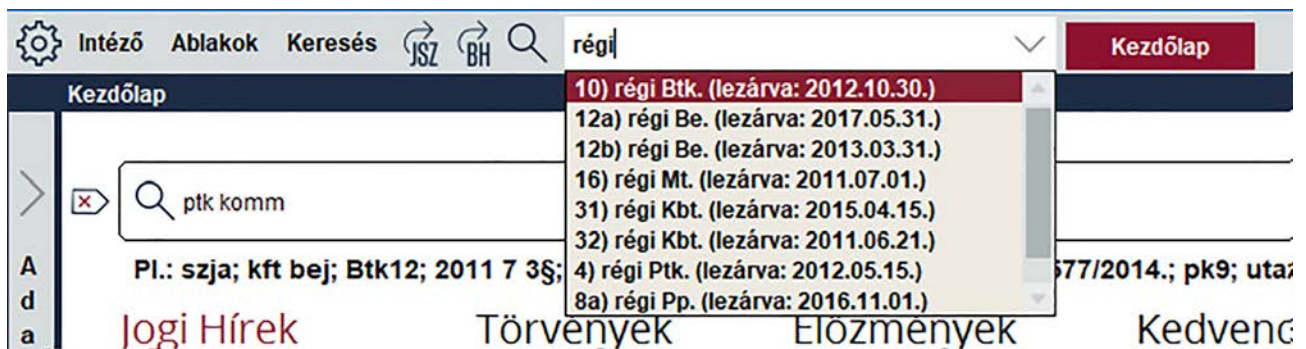 Intéző Ablakok Keresés JSZ BH régi Kezdőlap
Kezdőlap
10) régi Btk. (lezárva: 2012.10.30.)
12a) régi Be. (lezárva: 2017.05.31.)
12b) régi Be. (lezárva: 2013.03.31.)
16) régi Mt. (lezárva: 2011.07.01.)
31) régi Kbt. (lezárva: 2015.04.15.)
32) régi Kbt. (lezárva: 2011.06.21.)
4) régi Ptk. (lezárva: 2012.05.15.)
8a) régi Pp. (lezárva: 2016.11.01.)
ptk komm
Pl.: szja; kft bej; Btk12; 2011 7 3§; 677/2014.; pk9;
A
d
a
Jogi Hírek Törvények Előzmények